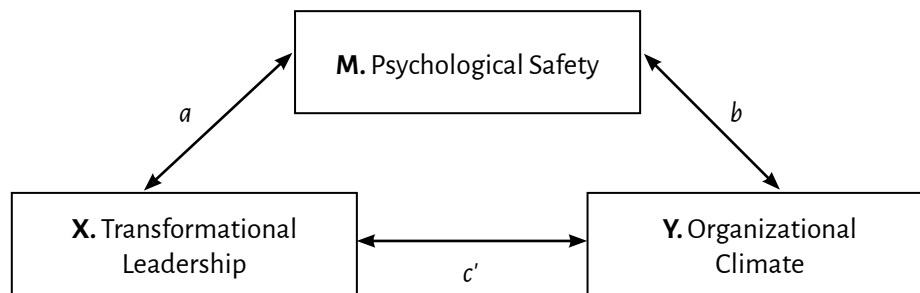 M. Psychological Safety
a
b
X. Transformational
Leadership
Y. Organizational
Climate
c'